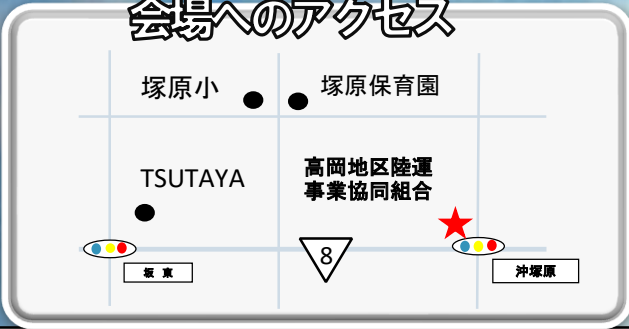 会場へのアクセス
塚原小
塚原保育園
TSUTAYA
高岡地区陸運
事業協同組合
8
坂東
沖塚原